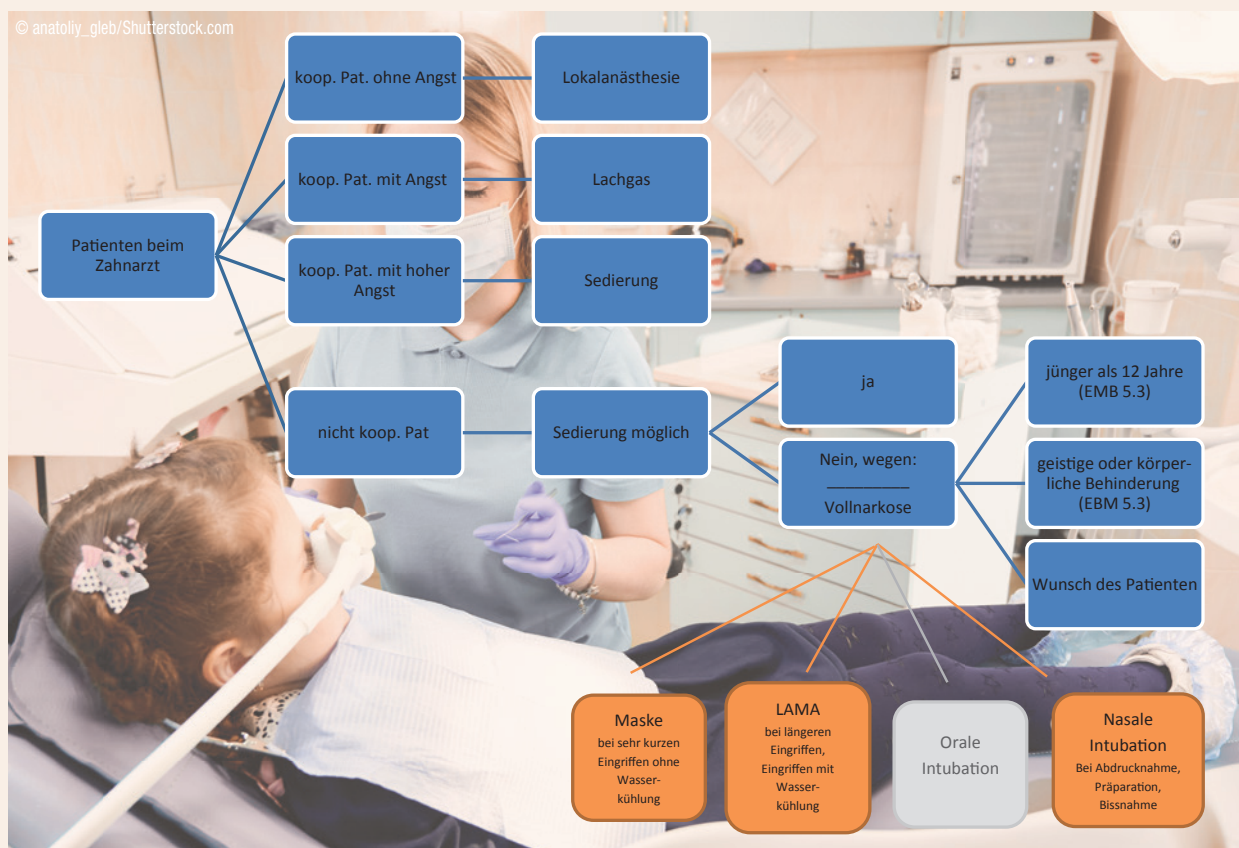 © anatoliy_gleb/Shutterstock.com
koop. Pat. ohne Angst
Lokalanästhesie
koop. Pat. mit Angst
Lachgas
Patienten beim
Zahnarzt
koop. Pat. mit hoher
Angst
Sedierung
nicht koop. Pat
Sedierung möglich
ja
Nein, wegen:
_________
Vollnarkose
jünger als 12 Jahre
(EMB 5.3)
geistige oder körper-
liche Behinderung
(EBM 5.3)
Wunsch des Patienten
Maske
bei sehr kurzen
Eingriffen ohne
Wasser-
kühlung
LAMA
bei längeren
Eingriffen,
Eingriffen mit
Wasser-
kühlung
Orale
Intubation
Nasale
Intubation
Bei Abdrucknahme,
Präparation,
Bissnahme